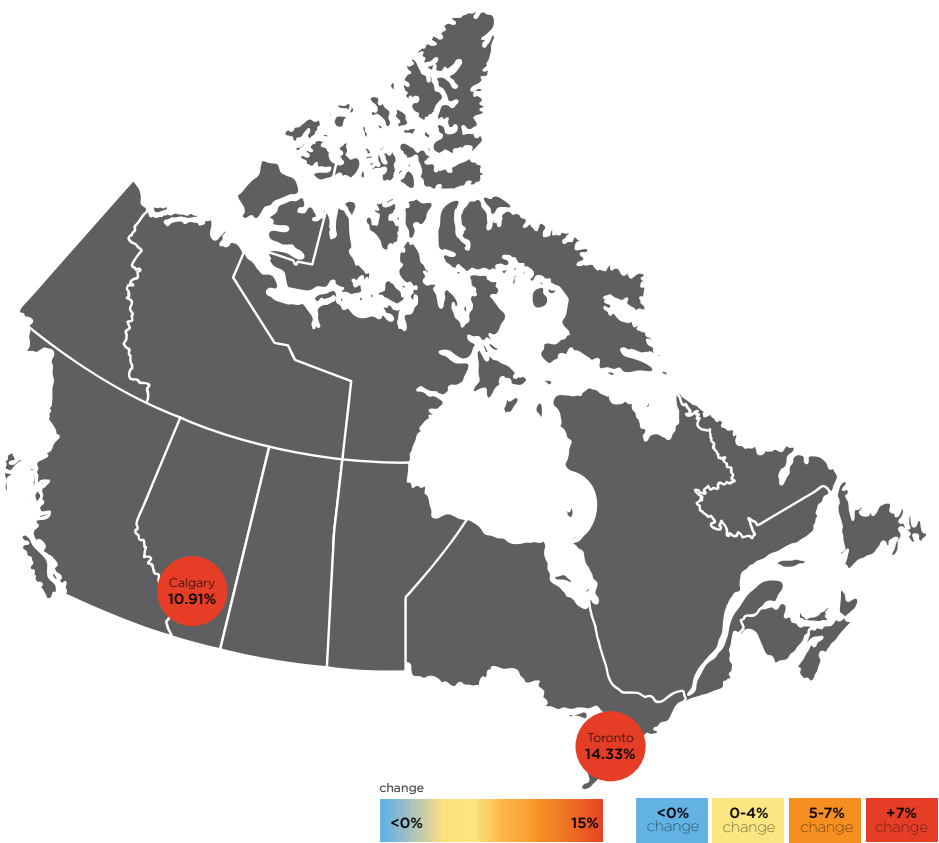 Calgary
10.91%
Toronto
14.33%
change
<0%
15%
<0%
change
0-4%
change
5-7%
change
+7%
change